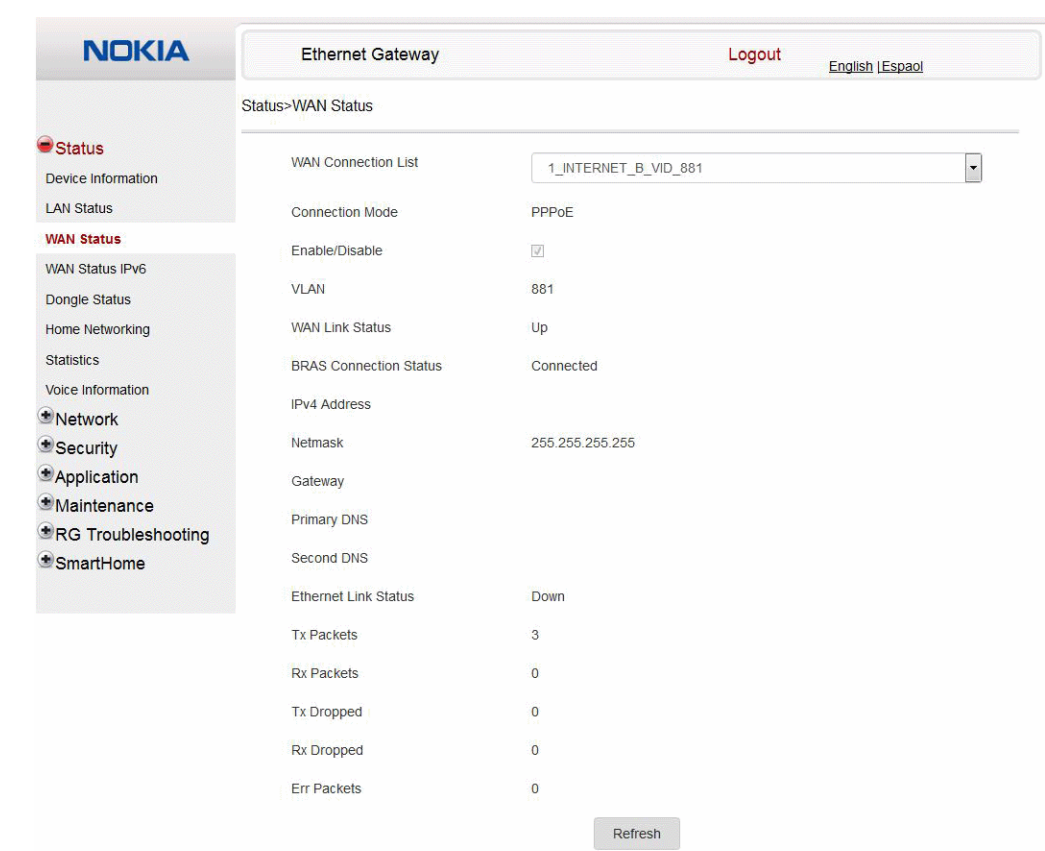 NOKIA
Ethernet Gateway
Logout
English |Espaol
Status>WAN Status
Status
Device Information
LAN Status
WAN Status
WAN Status IPv6
Dongle Status
Home Networking
Statistics
Voice Information
Network
Security
Application
Maintenance
RG Troubleshooting
SmartHome
WAN Connection List 1_INTERNET_B_VID_881
Connection Mode PPPoE
Enable/Disable
VLAN 881
WAN Link Status Up
BRAS Connection Status Connected
IPv4 Address
Netmask 255.255.255.255
Gateway
Primary DNS
Second DNS
Ethernet Link Status Down
Tx Packets 3
Rx Packets 0
Tx Dropped 0
Rx Dropped 0
Err Packets 0
Refresh